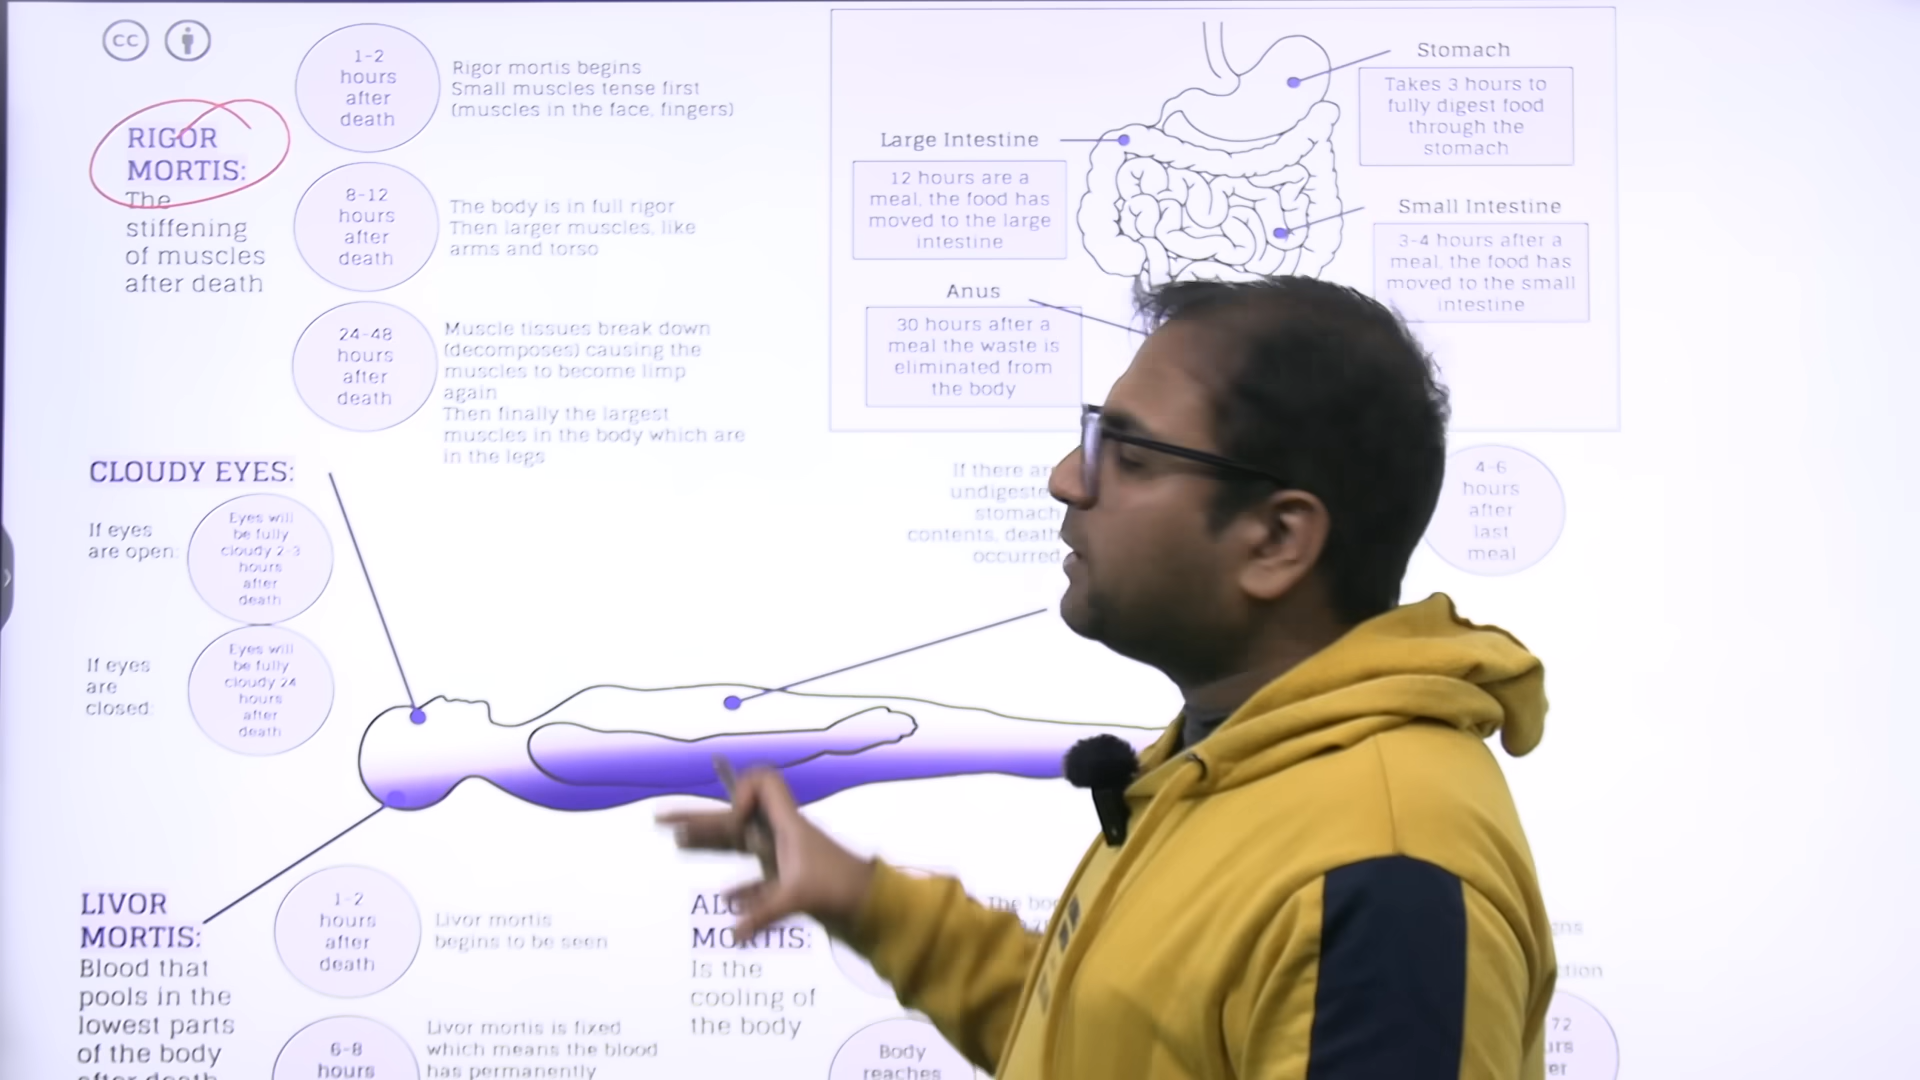 cc
RIGOR
MORTIS:
The
stiffening
of muscles
after death
1-2
hours
after
death
Rigor mortis begins
Small muscles tense first
(muscles in the face, fingers)
8-12
hours
after
death
The body is in full rigor
Then larger muscles, like
arms and torso
24-48
hours
after
death
Muscle tissues break down
(decomposes) causing the
muscles to become limp
again
Then finally the largest
muscles in the body which are
in the legs
Stomach
Takes 3 hours to
fully digest food
through the
stomach
Large Intestine
12 hours are a
meal, the food has
moved to the large
intestine
Small Intestine
3-4 hours after a
meal, the food has
moved to the small
intestine
Anus
30 hours after a
meal the waste is
eliminated from
the body
CLOUDY EYES:
If eyes
are open:
Eyes will
be fully
cloudy 2-3
hours
after
death
If eyes
are
closed:
Eyes will
be fully
cloudy 24
hours
after
death
If there
stomach
contents, death
occurred
4-6
hours
after
last
meal
LIVOR
MORTIS:
Blood that
pools in the
lowest parts
of the body
after death
1-2
hours
after
death
Livor mortis
begins to be seen
6-8
hours
Livor mortis is fixed
which means the blood
has permanently
MORTIS:
Is the
cooling of
the body
The
Body
reaches
72